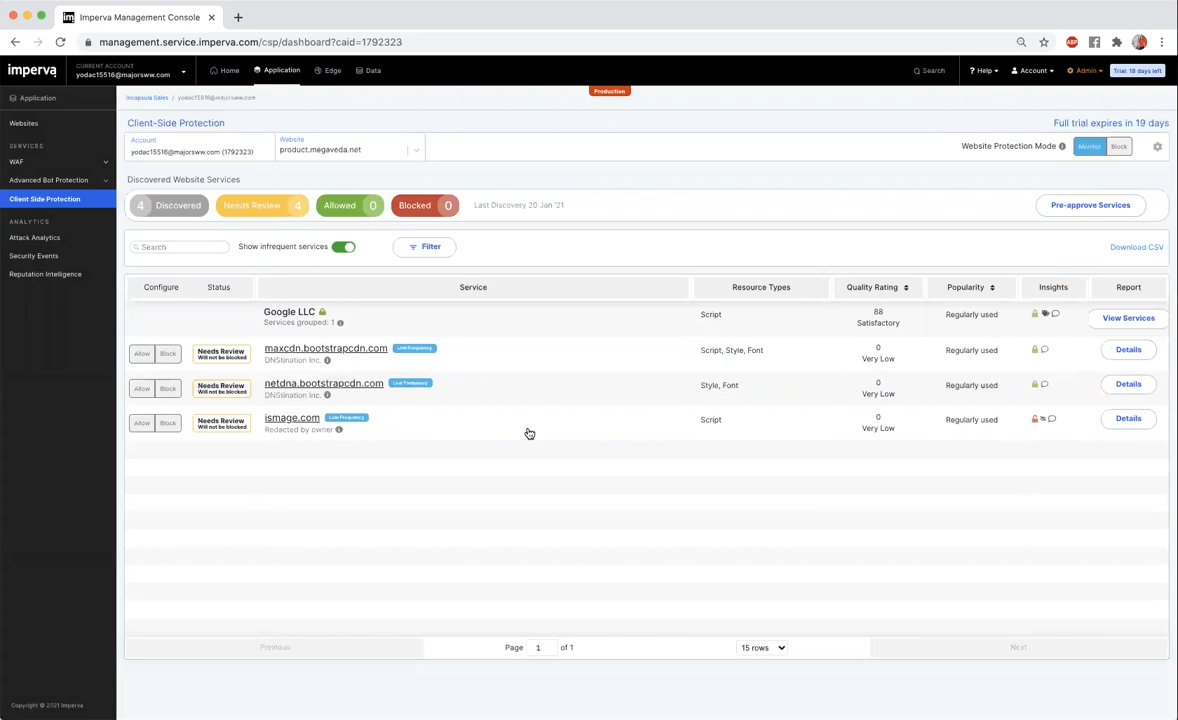 Imperva Management Console
management.service.imperva.com/csp/dashboard?caid=1792323
imperva
CURRENT ACCOUNT
yodac15516@majorsww.com
Home
Application
Edge
Data
Search
Help
Account
Admin
Trial: 18 days left
Application
Websites
SERVICES
WAF
Advanced Bot Protection
Client Side Protection
ANALYTICS
Attack Analytics
Security Events
Reputation Intelligence
Copyright © 2021 Imperva
Incapsula Sales / yodac15516@majorsww.com
Production
Client-Side Protection
Full trial expires in 19 days
Account
yodac15516@majorsww.com (1792323)
Website
product.megaveda.net
Website Protection Mode
Monitor
Block
Discovered Website Services
4 Discovered
Needs Review 4
Allowed 0
Blocked 0
Last Discovery 20 Jan '21
Pre-approve Services
Search
Show infrequent services
Filter
Download CSV
Configure Status Service Resource Types Quality Rating Popularity Insights Report
Google LLC
Services grouped: 1
Script
88
Satisfactory
Regularly used
View Services
Allow Block
Needs Review
Will not be blocked
maxcdn.bootstrapcdn.com Low Frequency
DNStination Inc.
Script, Style, Font
0
Very Low
Regularly used
Details
Allow Block
Needs Review
Will not be blocked
netdna.bootstrapcdn.com Low Frequency
DNStination Inc.
Style, Font
0
Very Low
Regularly used
Details
Allow Block
Needs Review
Will not be blocked
ismage.com Low Frequency
Redacted by owner
Script
0
Very Low
Regularly used
Details
Previous
Page 1 of 1
15 rows
Next